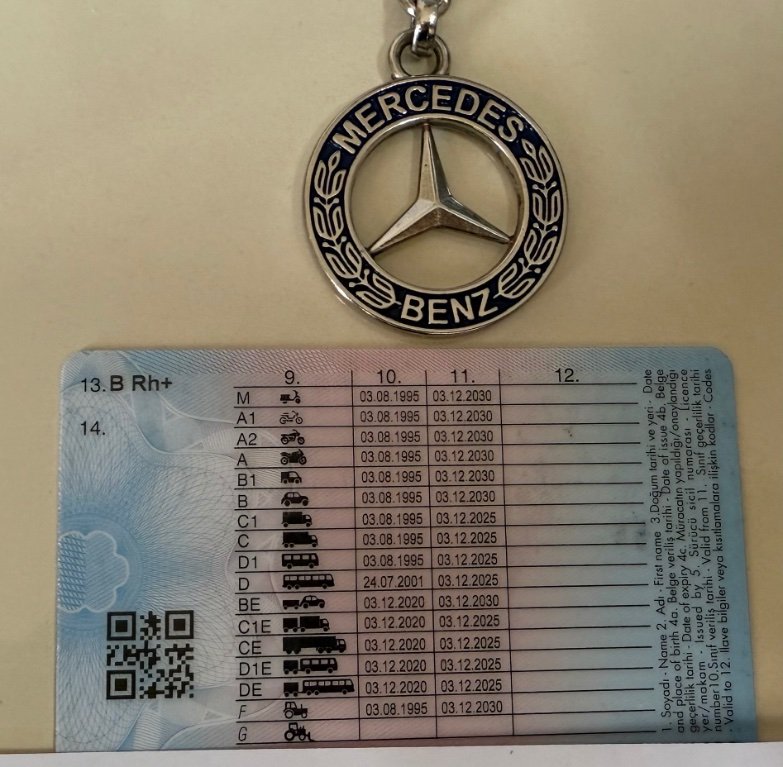 MERCEDES
BENZ
13. B Rh+
14.
9. 10. 11. 12.
M 03.08.1995 03.12.2030
A1 03.08.1995 03.12.2030
A2 03.08.1995 03.12.2030
A 03.08.1995 03.12.2030
B1 03.08.1995 03.12.2030
B 03.08.1995 03.12.2030
C1 03.08.1995 03.12.2025
C 03.08.1995 03.12.2025
D1 03.08.1995 03.12.2025
D 24.07.2001 03.12.2025
BE 03.12.2020 03.12.2030
C1E 03.12.2020 03.12.2025
CE 03.12.2020 03.12.2025
D1E 03.12.2020 03.12.2025
DE 03.12.2020 03.12.2025
F 03.08.1995 03.12.2030
G
1. Soyadı - Name 2. Adı - First name 3.Doğum tarihi ve yeri - Date
and place of birth 4a. Belge veriliş tarihi - Date of issue 4b. Belge
geçerlilik tarihi - Date of expiry 4c. Müracatın yapıldığı/onaylandığı
yer/makam - Issued by 5. Sürücü sicil numarası - Licence
number10.Sınıf veriliş tarihi - Valid from 11. Sınıf geçerlilik tarihi
- Valid to 12. İlave bilgiler veya kısıtlamalara ilişkin kodlar - Codes